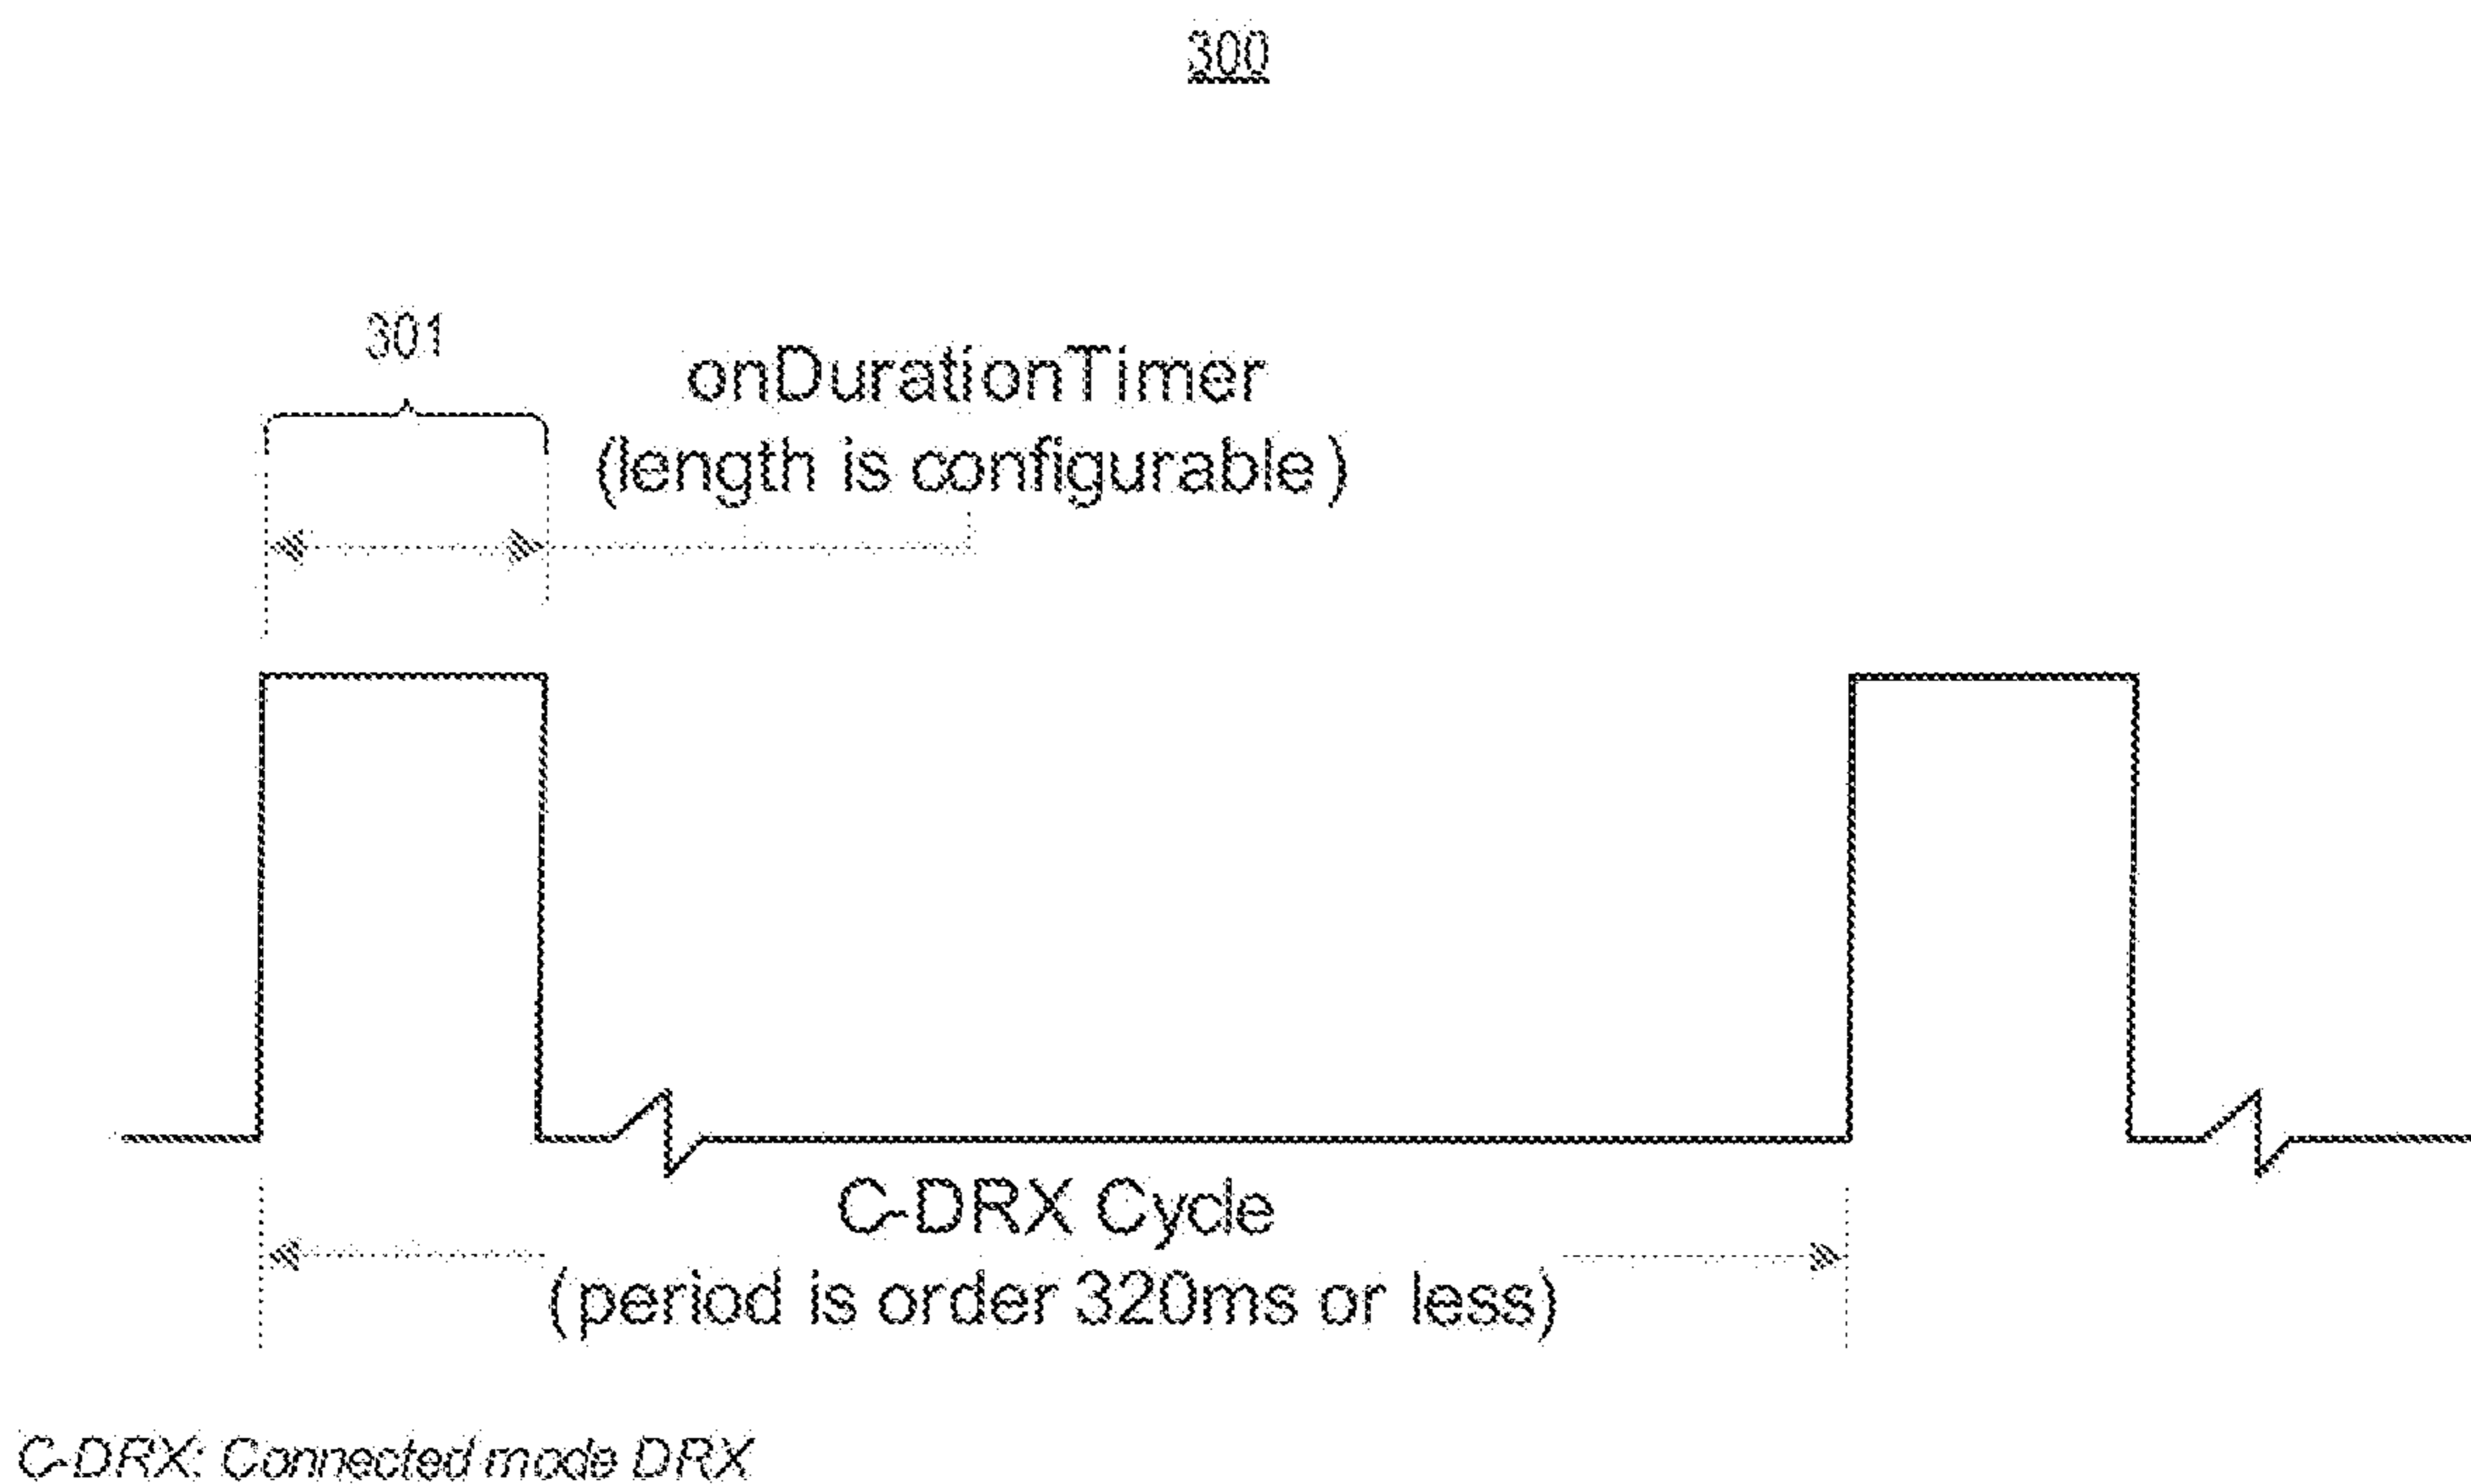 300
301
onDurationTimer
(length is configurable)
C-DRX Cycle
(period is order 320ms or less)
C-DRX: Connected mode DRX